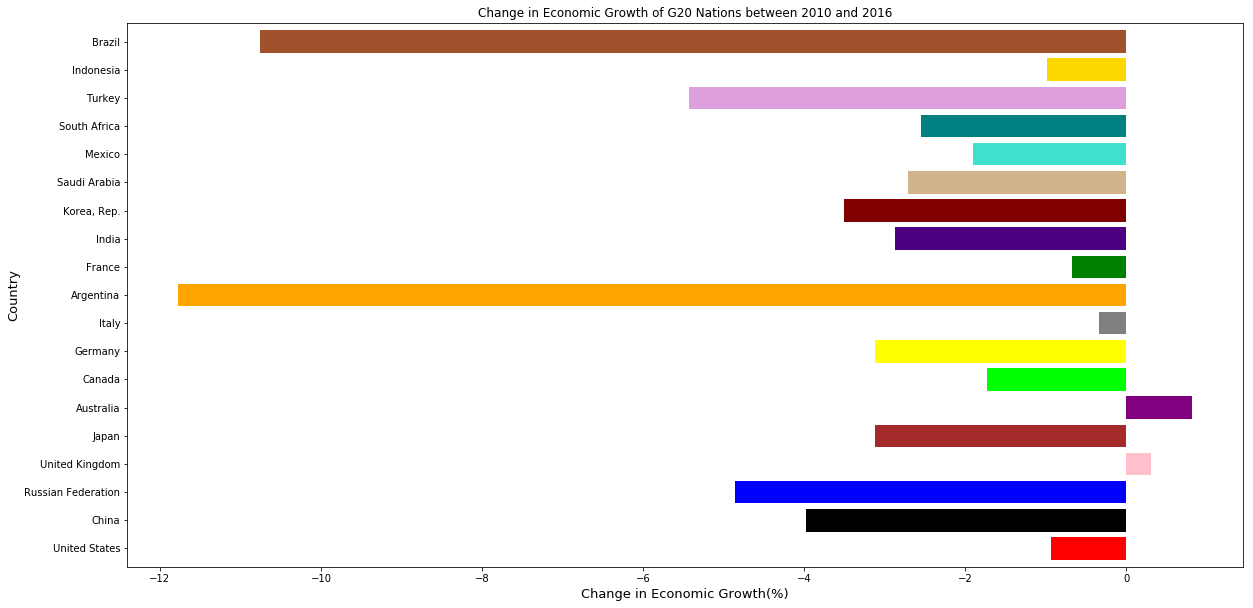 Change in Economic Growth of G20 Nations between 2010 and 2016
Country
Brazil
Indonesia
Turkey
South Africa
Mexico
Saudi Arabia
Korea, Rep.
India
France
Argentina
Italy
Germany
Canada
Australia
Japan
United Kingdom
Russian Federation
China
United States
−12 −10 −8 −6 −4 −2 0
Change in Economic Growth(%)